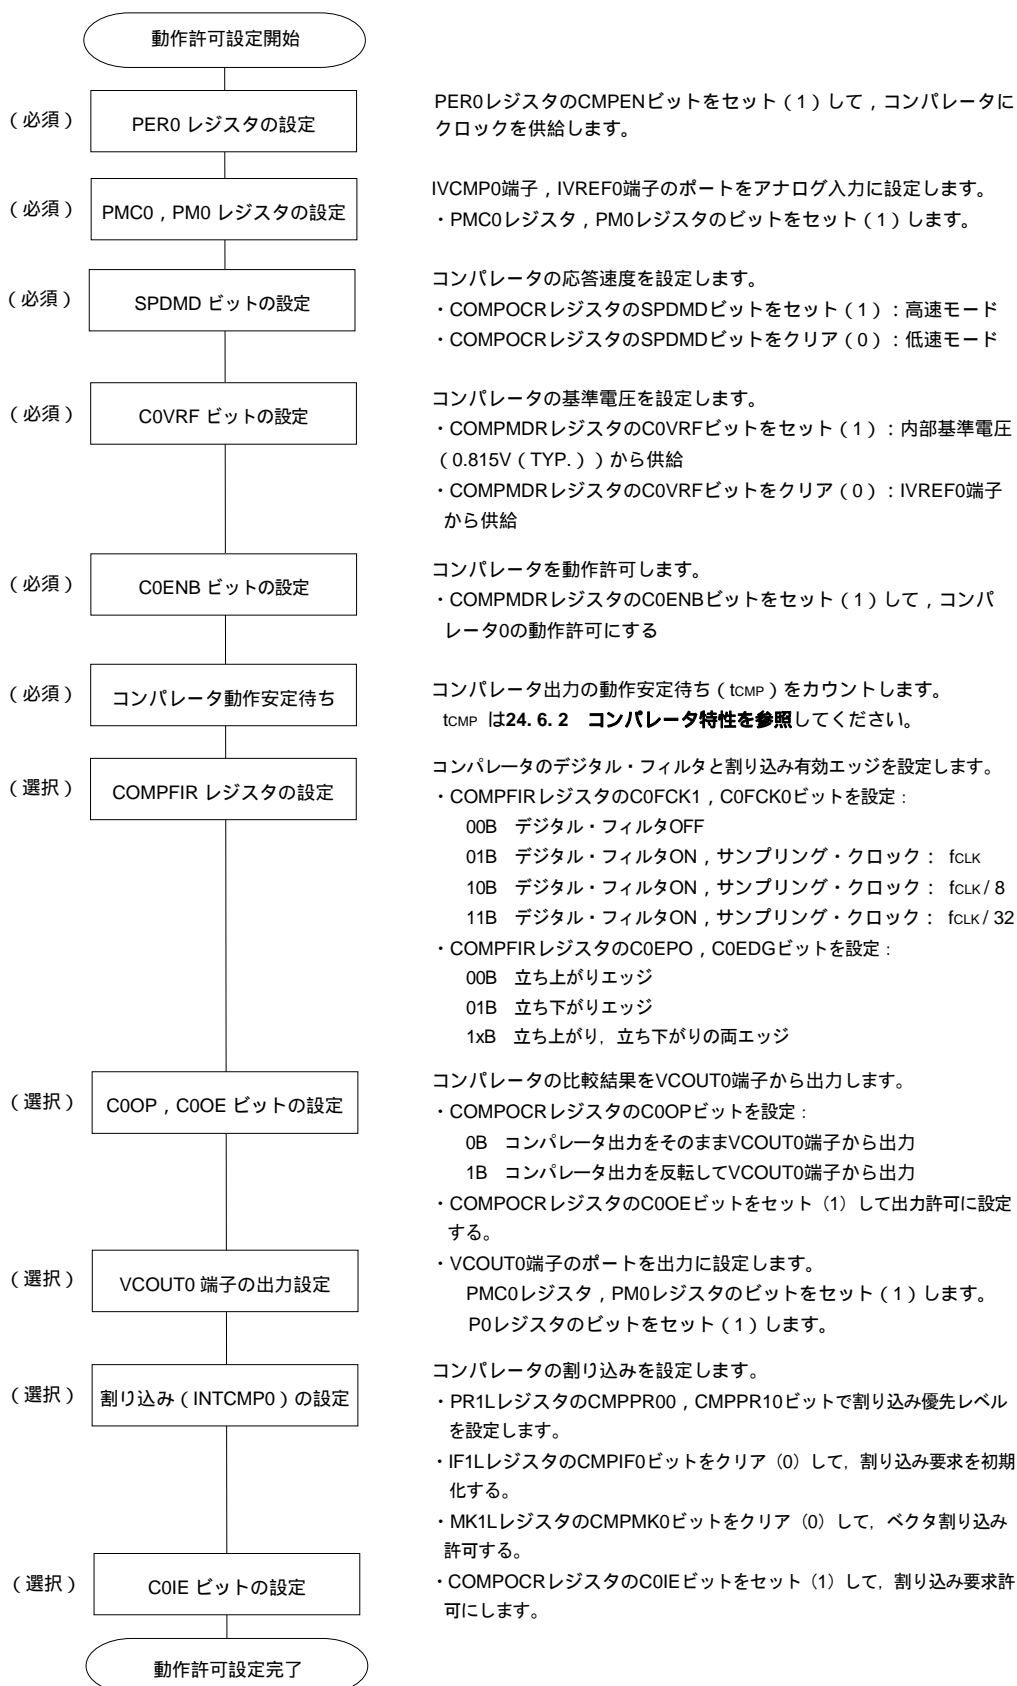 動作許可設定開始
（必須）
PER0 レジスタの設定
PER0レジスタのCMPENビットをセット（1）して，コンパレータに
クロックを供給します。
（必須）
PMC0，PM0 レジスタの設定
IVCMP0端子，IVREF0端子のポートをアナログ入力に設定します。
・PMC0レジスタ，PM0レジスタのビットをセット（1）します。
（必須）
SPDMD ビットの設定
コンパレータの応答速度を設定します。
・COMPOCRレジスタのSPDMDビットをセット（1）：高速モード
・COMPOCRレジスタのSPDMDビットをクリア（0）：低速モード
（必須）
C0VRF ビットの設定
コンパレータの基準電圧を設定します。
・COMPMDRレジスタのC0VRFビットをセット（1）：内部基準電圧
（0.815V（TYP.））から供給
・COMPMDRレジスタのC0VRFビットをクリア（0）：IVREF0端子
から供給
（必須）
C0ENB ビットの設定
コンパレータを動作許可します。
・COMPMDRレジスタのC0ENBビットをセット（1）して，コンパ
レータ0の動作許可にする
（必須）
コンパレータ動作安定待ち
コンパレータ出力の動作安定待ち（tCMP）をカウントします。
tCMP は24. 6. 2　コンパレータ特性を参照してください。
（選択）
COMPFIR レジスタの設定
コンパレータのデジタル・フィルタと割り込み有効エッジを設定します。
・COMPFIRレジスタのC0FCK1，C0FCK0ビットを設定：
00B　デジタル・フィルタOFF
01B　デジタル・フィルタON，サンプリング・クロック： fCLK
10B　デジタル・フィルタON，サンプリング・クロック： fCLK / 8
11B　デジタル・フィルタON，サンプリング・クロック： fCLK / 32
・COMPFIRレジスタのC0EPO，C0EDGビットを設定：
00B　立ち上がりエッジ
01B　立ち下がりエッジ
1xB　立ち上がり，立ち下がりの両エッジ
（選択）
C0OP，C0OE ビットの設定
コンパレータの比較結果をVCOUT0端子から出力します。
・COMPOCRレジスタのC0OPビットを設定：
0B　コンパレータ出力をそのままVCOUT0端子から出力
1B　コンパレータ出力を反転してVCOUT0端子から出力
・COMPOCRレジスタのC0OEビットをセット（1）して出力許可に設定
する。
（選択）
VCOUT0 端子の出力設定
・VCOUT0端子のポートを出力に設定します。
PMC0レジスタ，PM0レジスタのビットをセット（1）します。
P0レジスタのビットをセット（1）します。
（選択）
割り込み（INTCMP0）の設定
コンパレータの割り込みを設定します。
・PR1LレジスタのCMPPR00，CMPPR10ビットで割り込み優先レベル
を設定します。
・IF1LレジスタのCMPIF0ビットをクリア（0）して，割り込み要求を初期
化する。
・MK1LレジスタのCMPMK0ビットをクリア（0）して，ベクタ割り込み
許可する。
（選択）
C0IE ビットの設定
・COMPOCRレジスタのC0IEビットをセット（1）して，割り込み要求許
可にします。
動作許可設定完了